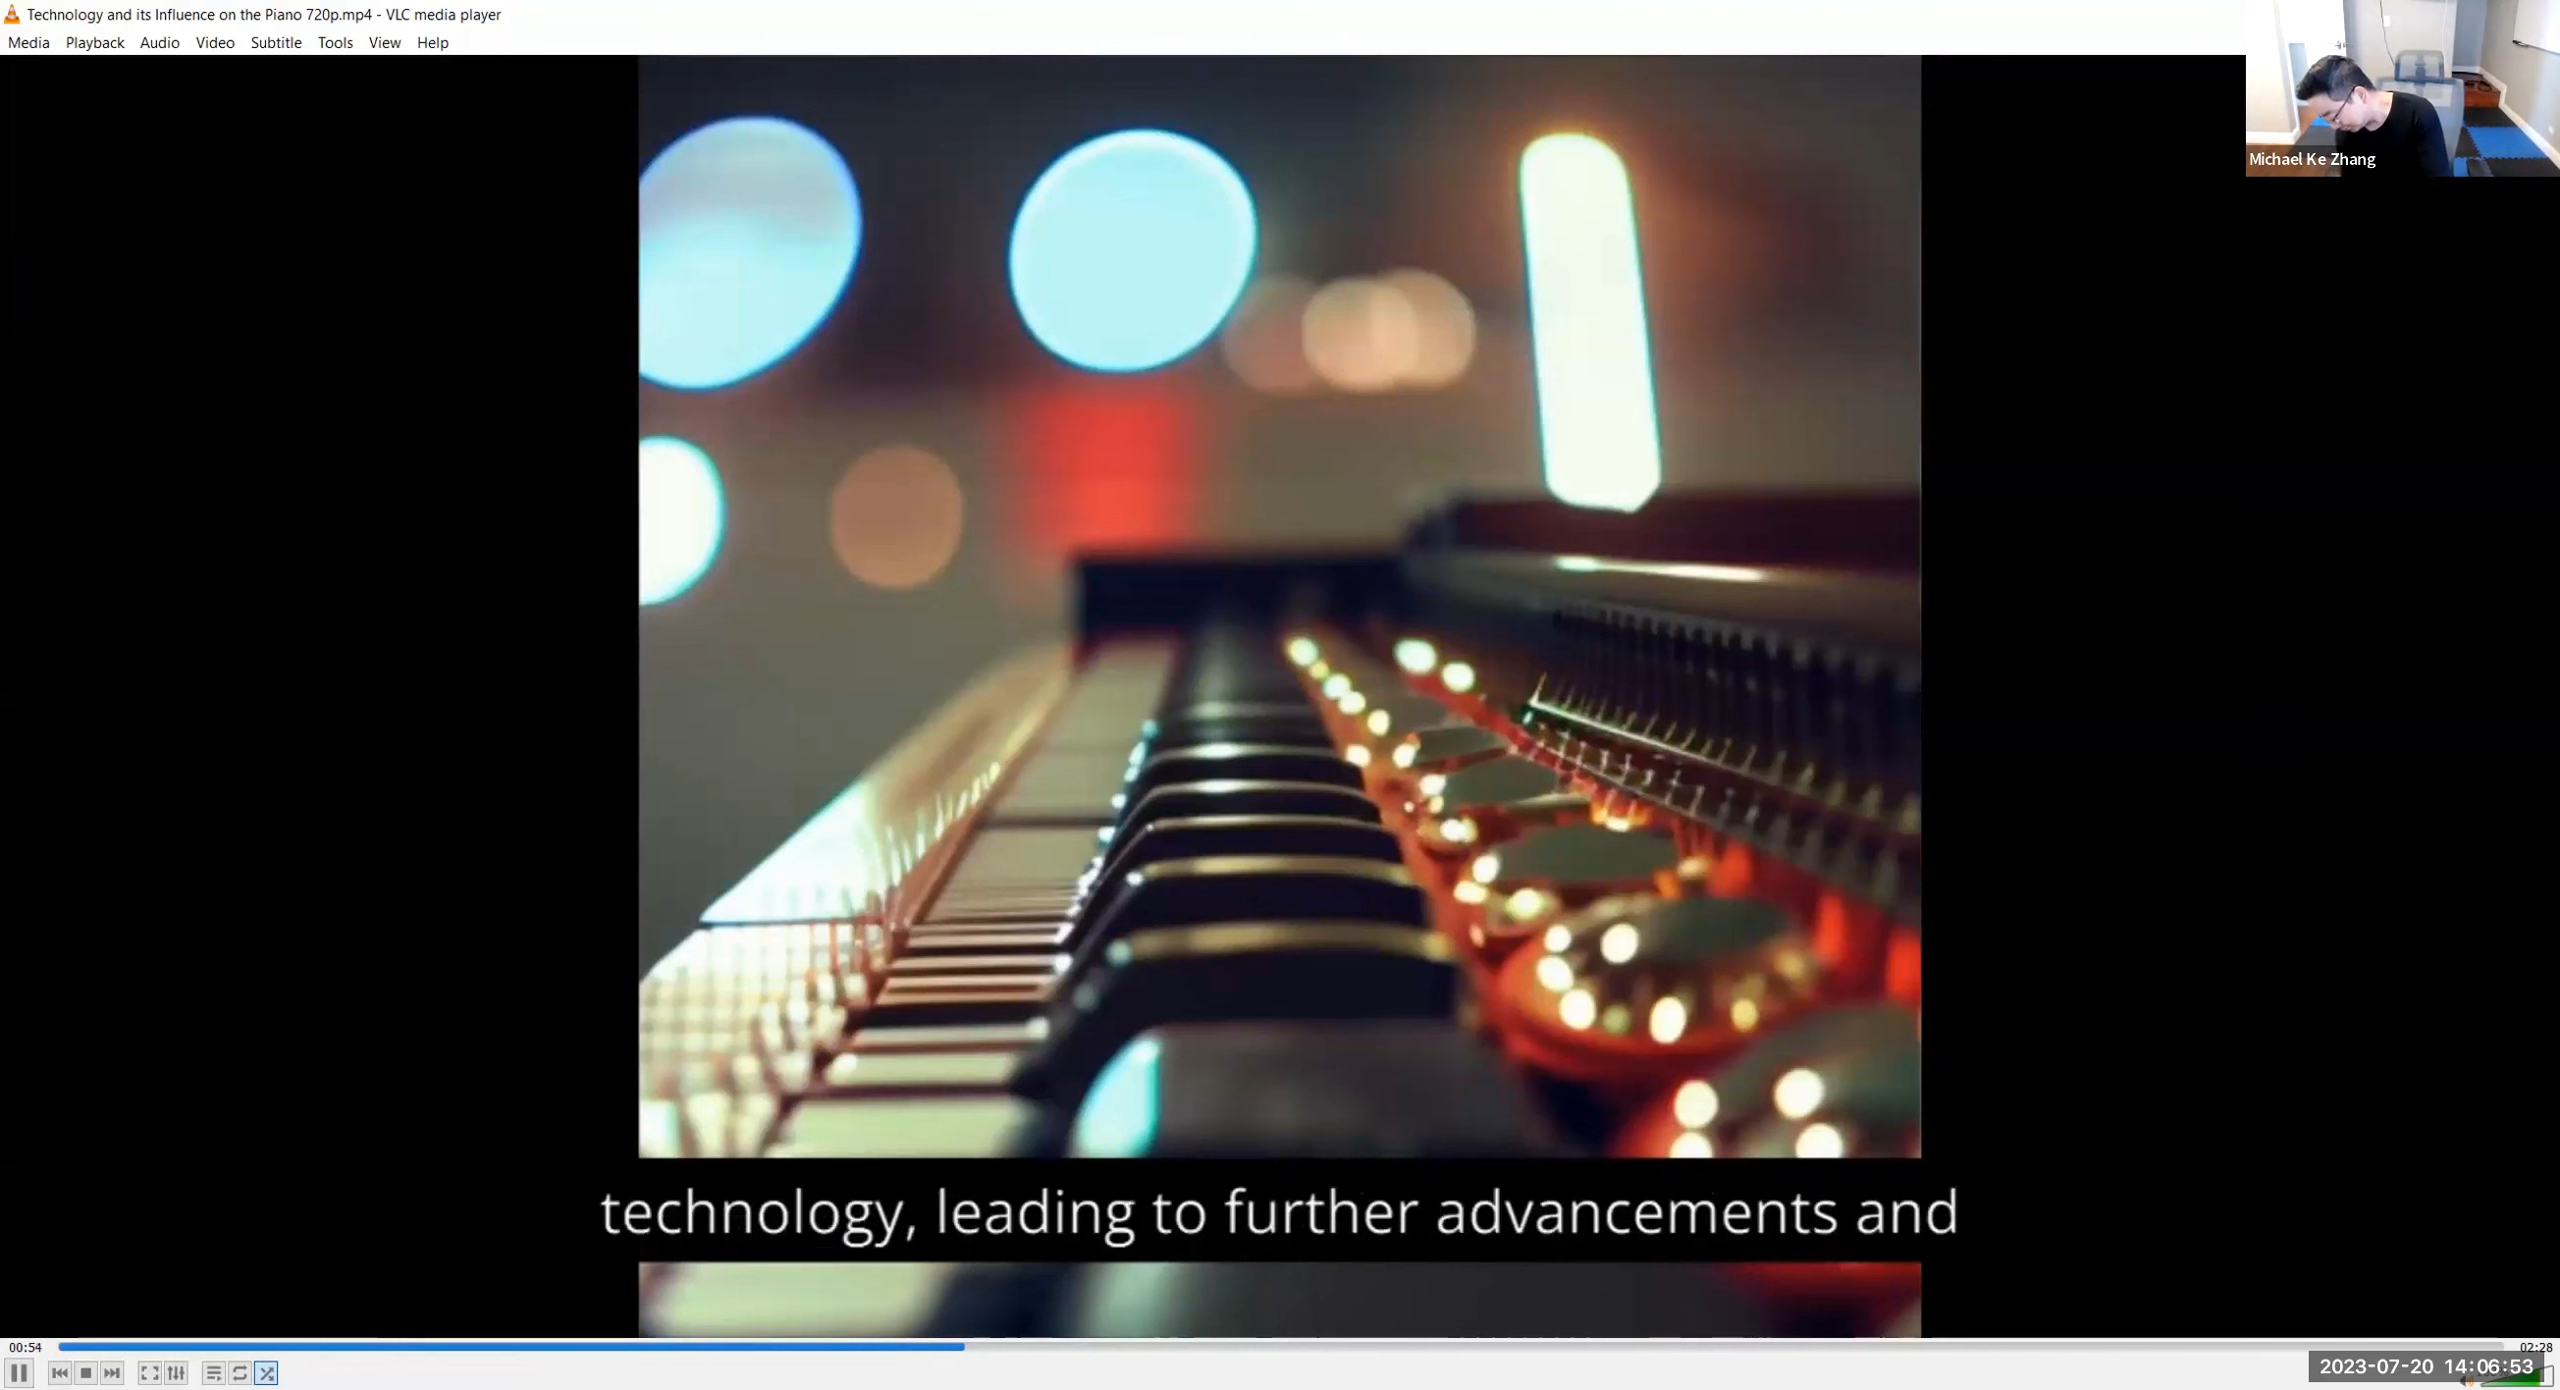 Technology and its Influence on the Piano 720p.mp4 - VLC media player
Media Playback Audio Video Subtitle Tools View Help
Michael Ke Zhang
technology, leading to further advancements and
00:54
02:28
2023-07-20 14:06:53